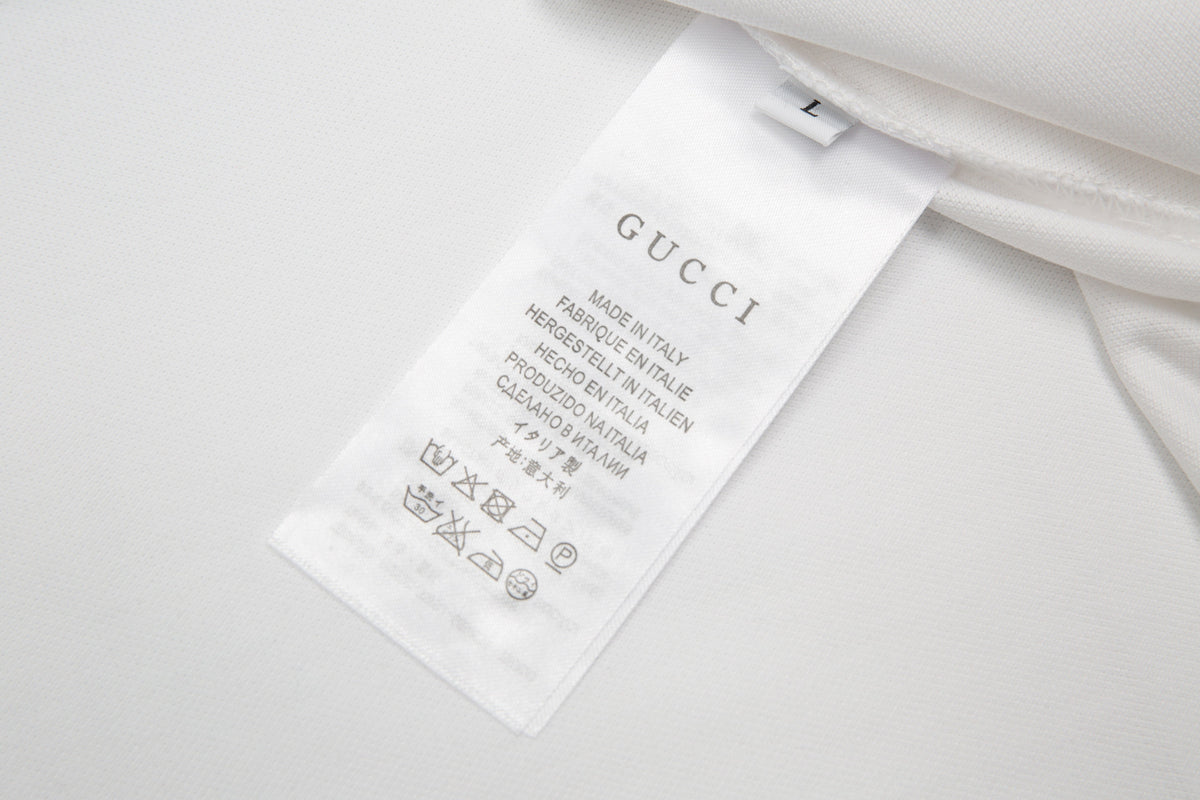 L
GUCCI
MADE IN ITALY
FABRIQUE EN ITALIE
HERGESTELLT IN ITALIEN
HECHO EN ITALIA
PRODUZIDO NA ITALIA
СДЕЛАНО В ИТАЛИИ
イタリア製
产地:意大利
P
30